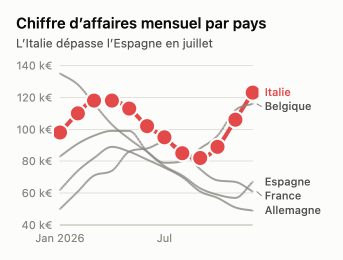 Chiffre d’affaires mensuel par pays
L’Italie dépasse l’Espagne en juillet
140 k€
120 k€
100 k€
80 k€
60 k€
40 k€
Italie
Belgique
Espagne
France
Allemagne
Jan 2026
Jul